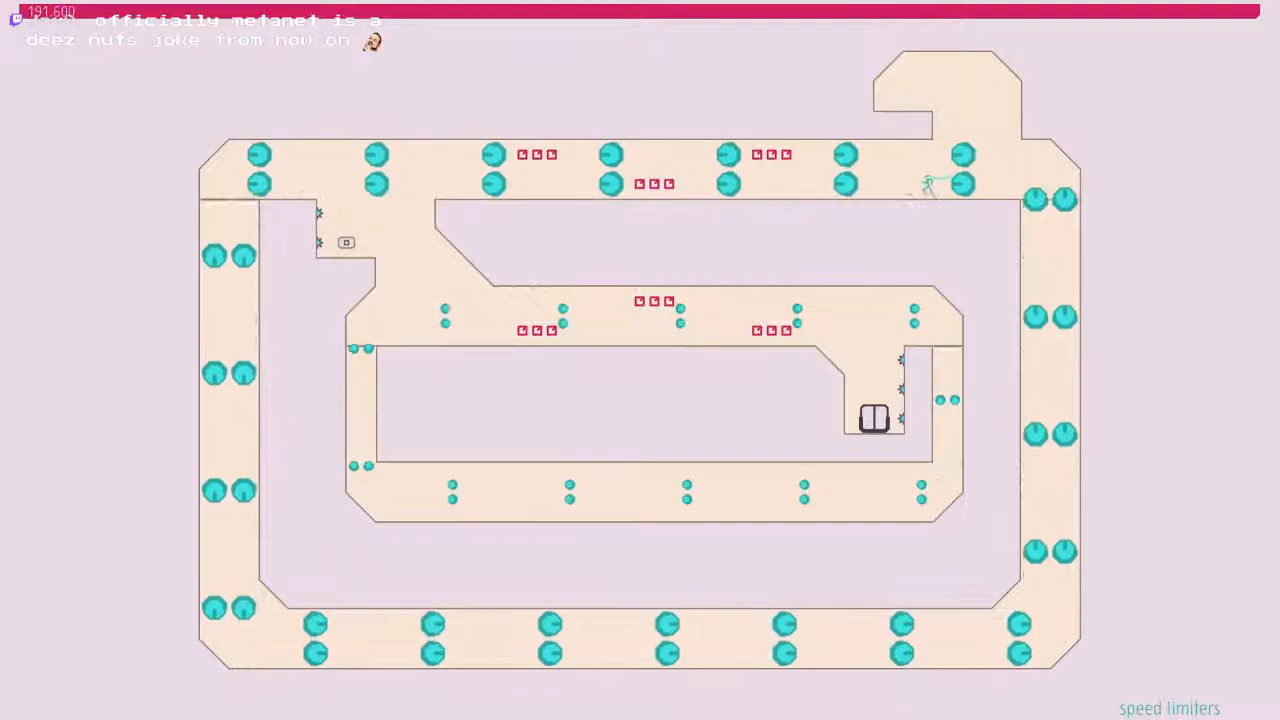 191.600
officially metanet is a
deez nuts joke from now on
speed limiters